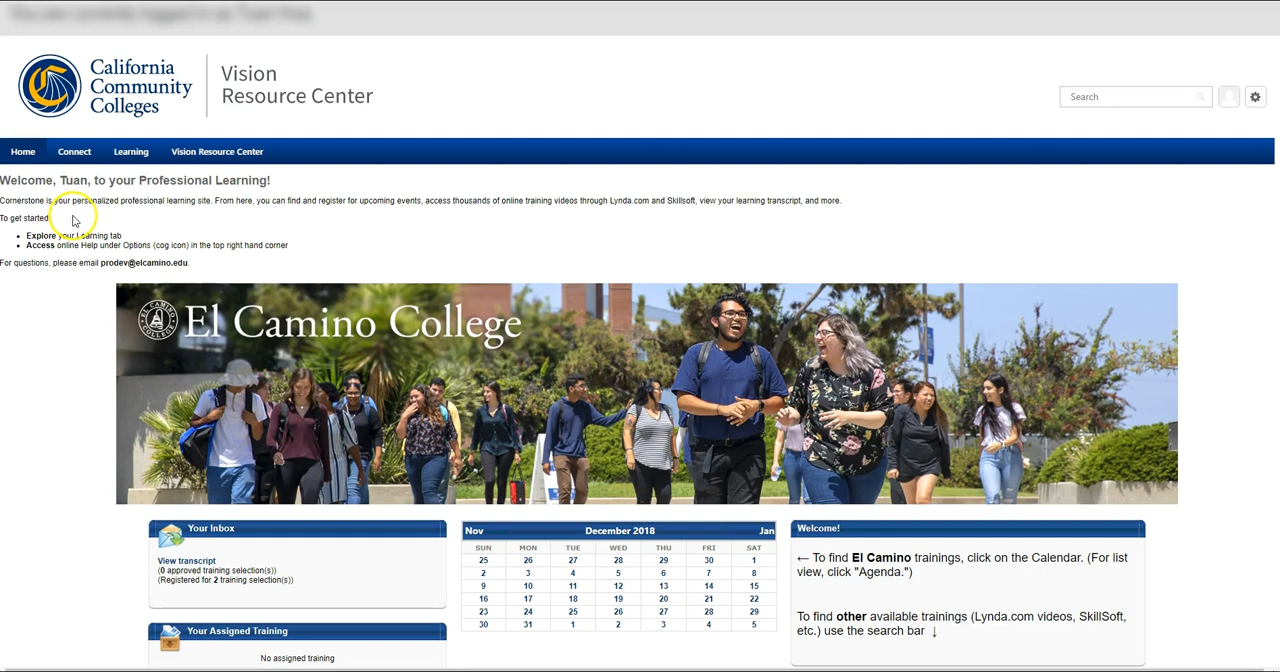 California
Community
Colleges
Vision
Resource Center
Search
Home Connect Learning Vision Resource Center
Welcome, Tuan, to your Professional Learning!
Cornerstone is your personalized professional learning site. From here, you can find and register for upcoming events, access thousands of online training videos through Lynda.com and Skillsoft, view your learning transcript, and more.
To get started
Explore your Learning tab
Access online Help under Options (cog icon) in the top right hand corner
For questions, please email prodev@elcamino.edu.
El Camino College
Your Inbox
View transcript
(0 approved training selection(s))
(Registered for 2 training selection(s))
Your Assigned Training
No assigned training
Nov December 2018 Jan
SUN MON TUE WED THU FRI SAT
25 26 27 28 29 30 1
2 3 4 5 6 7 8
9 10 11 12 13 14 15
16 17 18 19 20 21 22
23 24 25 26 27 28 29
30 31 1 2 3 4 5
Welcome!
← To find El Camino trainings, click on the Calendar. (For list
view, click "Agenda.")
To find other available trainings (Lynda.com videos, SkillSoft,
etc.) use the search bar ↓